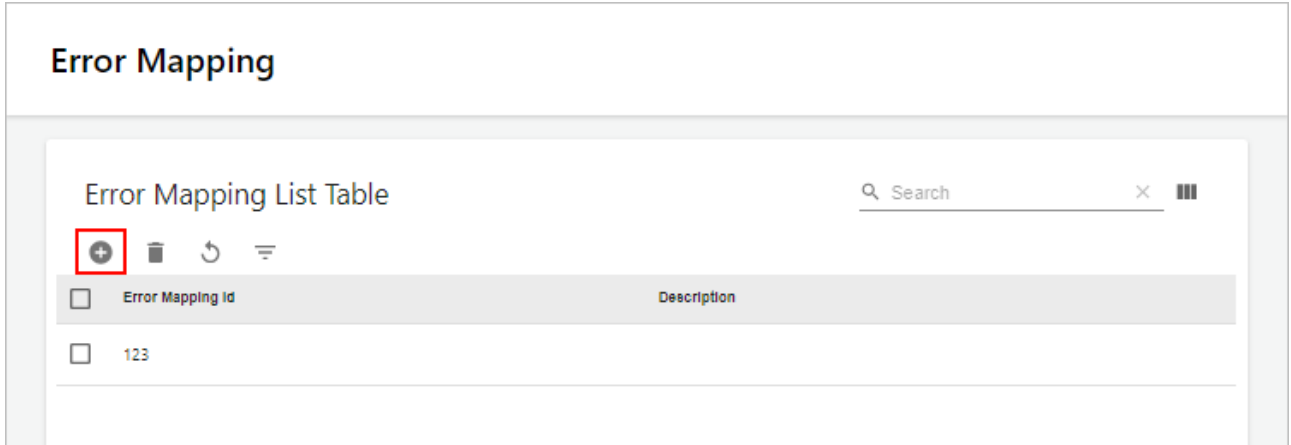 Error Mapping
Error Mapping List Table
Search
Error Mapping Id
Description
123